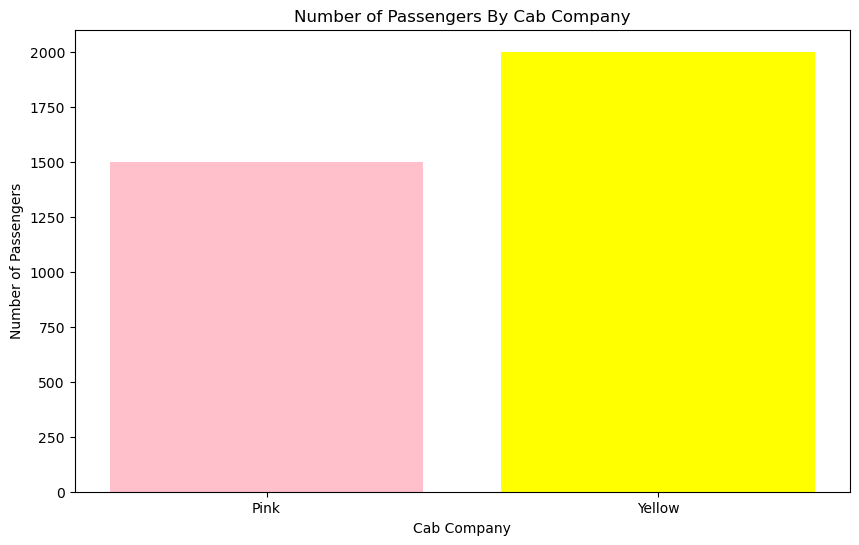 Number of Passengers By Cab Company
Number of Passengers
2000
1750
1500
1250
1000
750
500
250
0
Pink Yellow
Cab Company